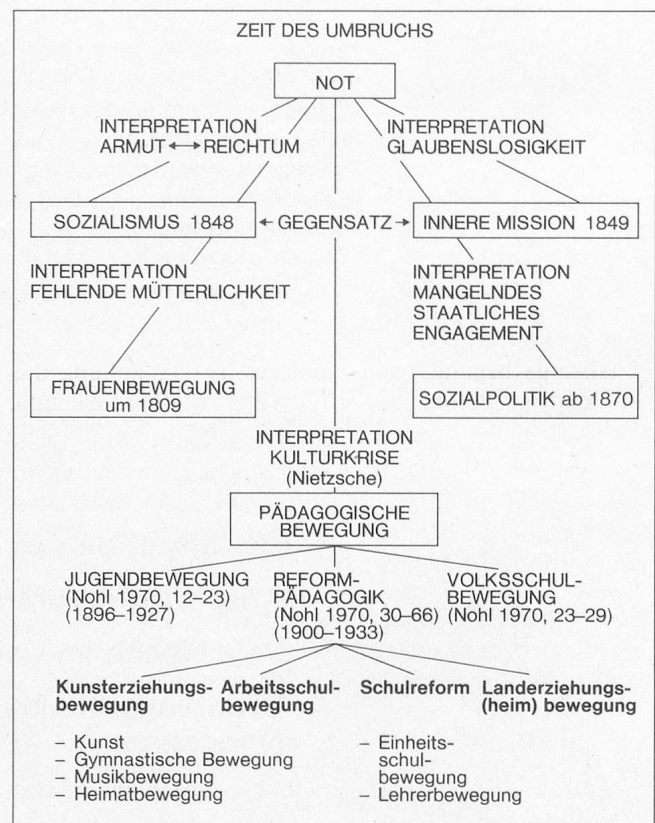 ZEIT DES UMBRUCHS
NOT
INTERPRETATION
ARMUT ↔ REICHTUM
INTERPRETATION
GLAUBENSLOSIGKEIT
SOZIALISMUS 1848
← GEGENSATZ →
INNERE MISSION 1849
INTERPRETATION
FEHLENDE MÜTTERLICHKEIT
INTERPRETATION
MANGELNDES
STAATLICHES
ENGAGEMENT
FRAUENBEWEGUNG
um 1809
SOZIALPOLITIK ab 1870
INTERPRETATION
KULTURKRISE
(Nietzsche)
PÄDAGOGISCHE
BEWEGUNG
JUGENDBEWEGUNG
(Nohl 1970, 12–23)
(1896–1927)
REFORM-
PÄDAGOGIK
(Nohl 1970, 30–66)
(1900–1933)
VOLKSSCHUL-
BEWEGUNG
(Nohl 1970, 23–29)
Kunsterziehungs-
bewegung
– Kunst
– Gymnastische Bewegung
– Musikbewegung
– Heimatbewegung
Arbeitsschul-
bewegung
Schulreform
– Einheits-
schul-
bewegung
– Lehrerbewegung
Landerziehungs-
(heim) bewegung